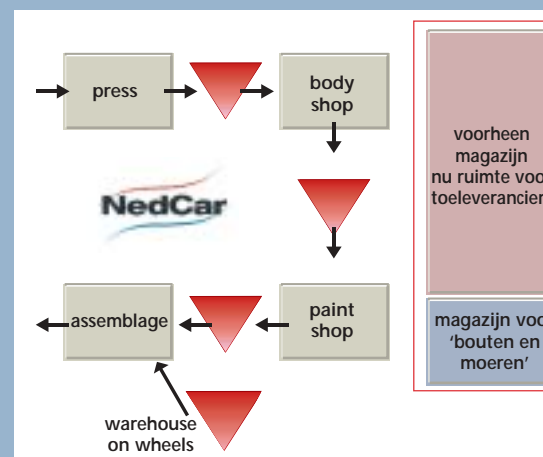 press
body
shop
NedCar
assemblage
paint
shop
warehouse
on wheels
voorheen
magazijn
nu ruimte voo
toeleverancier
magazijn voo
‘bouten en
moeren’